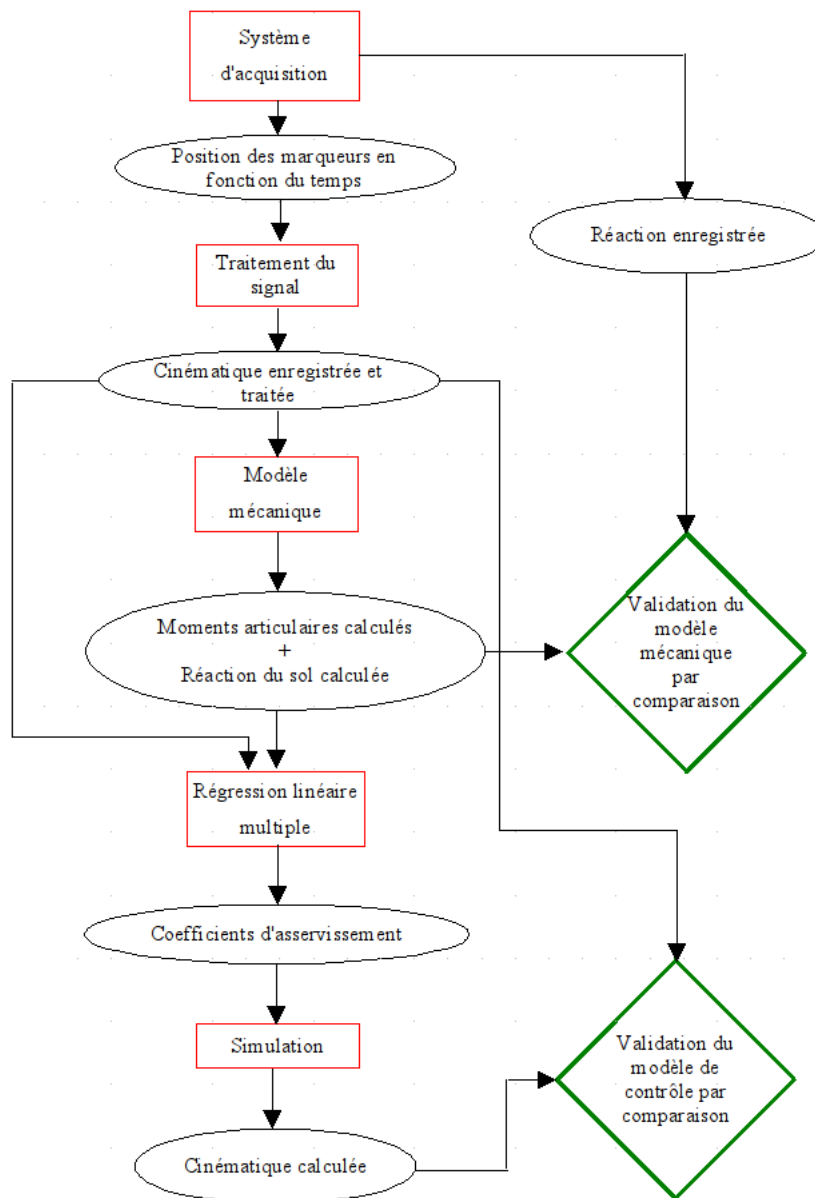 Système
d'acquisition
Position des marqueurs en
fonction du temps
Réaction enregistrée
Traitement du
signal
Cinématique enregistrée et
traitée
Modèle
mécanique
Moments articulaires calculés
+
Réaction du sol calculée
Validation du
modèle
mécanique
par
comparaison
Régression linéaire
multiple
Coefficients d'asservissement
Simulation
Validation du
modèle de
contrôle par
comparaison
Cinématique calculée